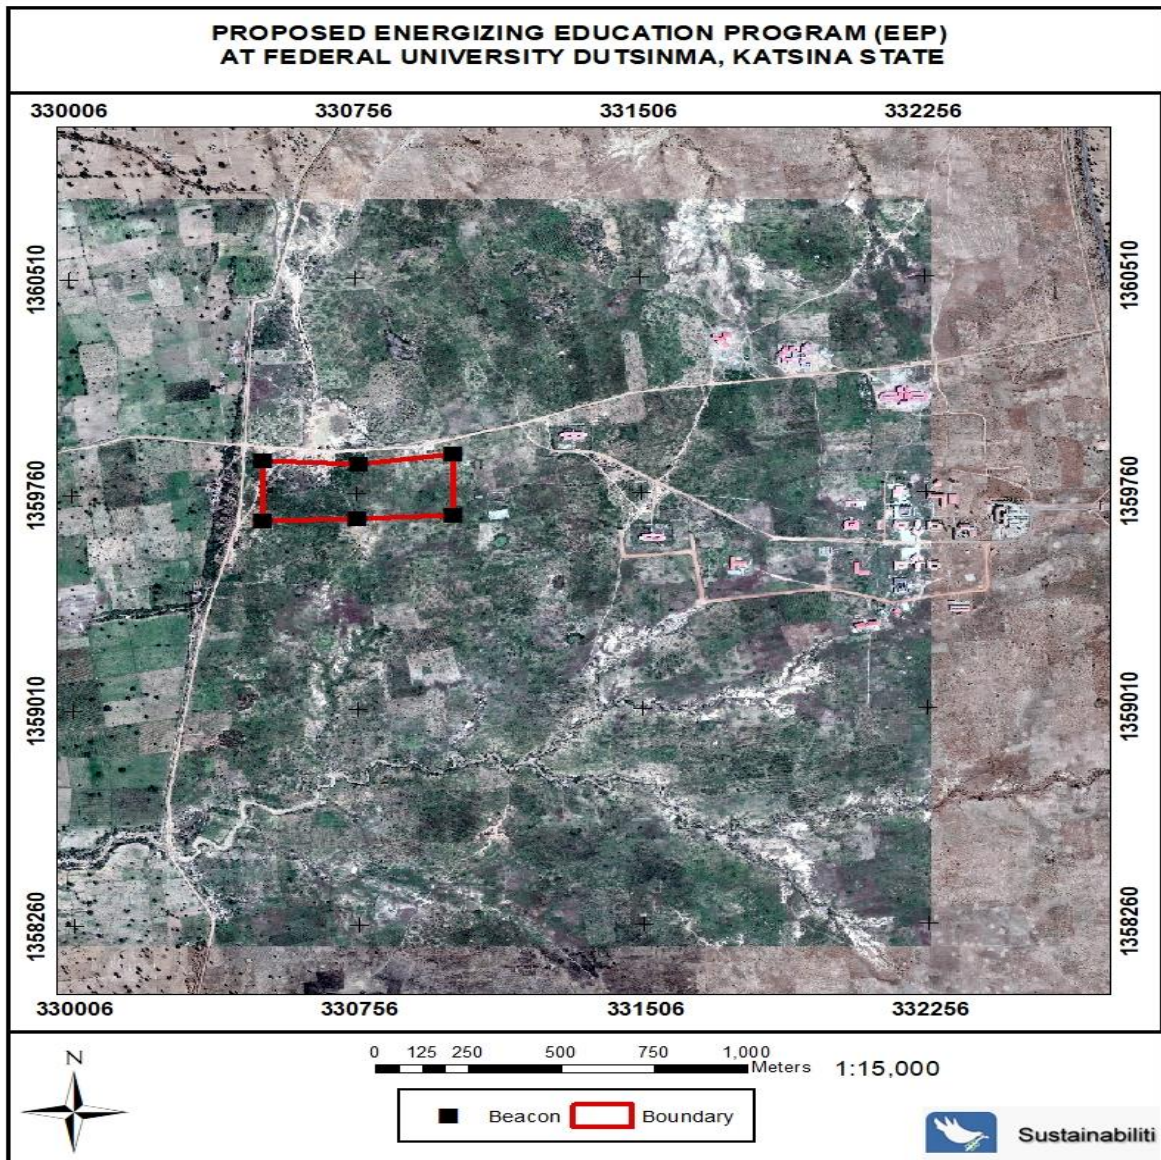 PROPOSED ENERGIZING EDUCATION PROGRAM (EEP)
AT FEDERAL UNIVERSITY DUTSINMA, KATSINA STATE
330006 330756 331506 332256
1360510 1360510
1359760 1359760
1359010 1359010
1358260 1358260
330006 330756 331506 332256
N
0 125 250 500 750 1,000
Meters 1:15,000
Beacon Boundary
Sustainabiliti